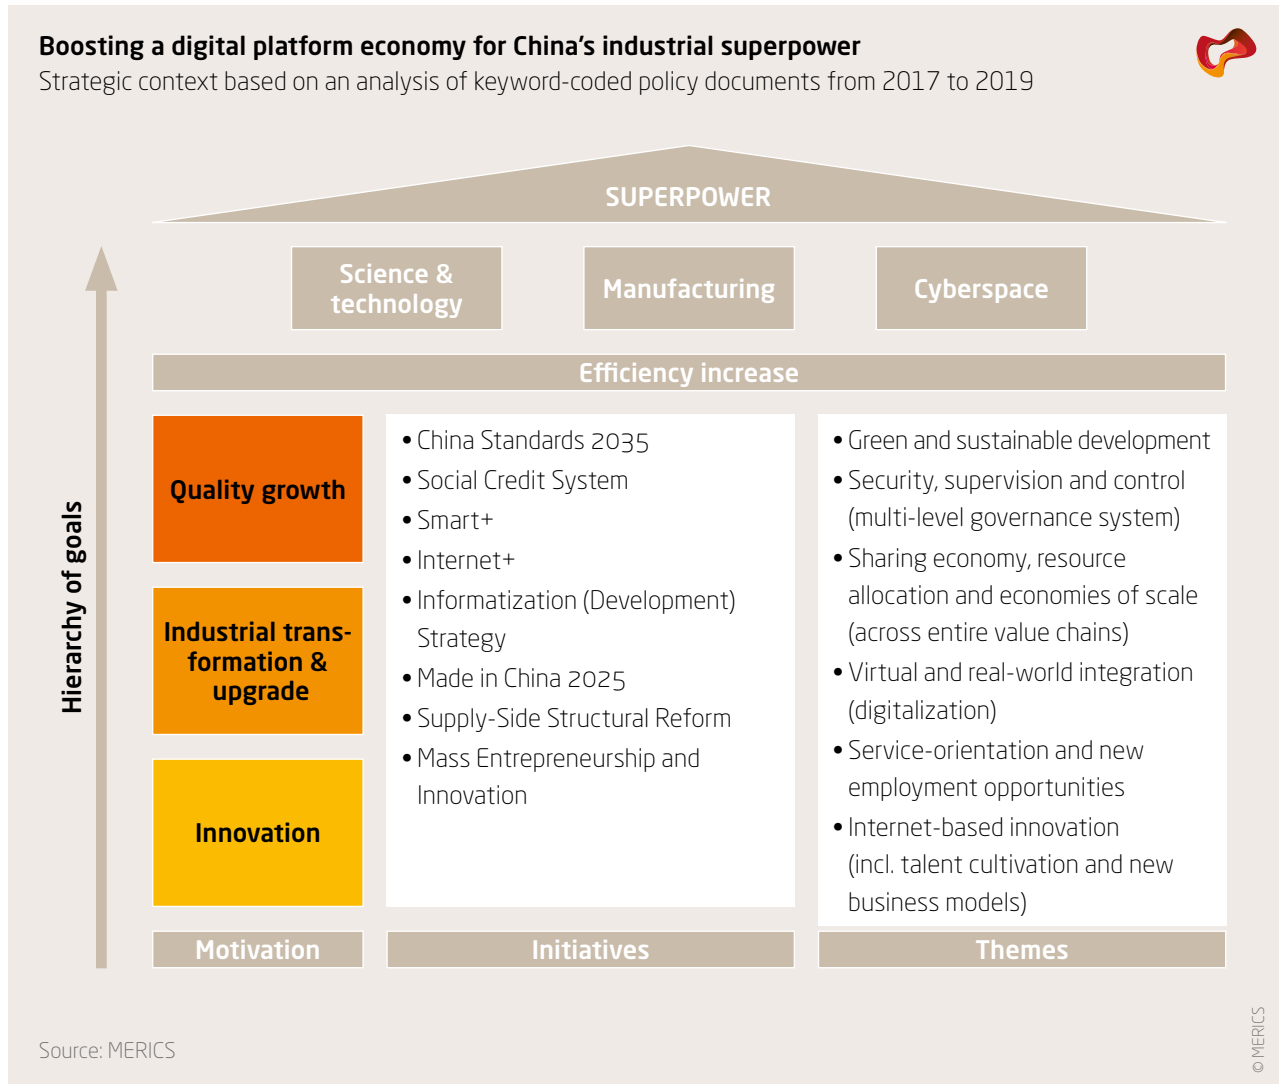 Boosting a digital platform economy for China's industrial superpower
Strategic context based on an analysis of keyword-coded policy documents from 2017 to 2019
SUPERPOWER
Science &
technology
Manufacturing
Cyberspace
Efficiency increase
Hierarchy of goals
Quality growth
Industrial trans-
formation &
upgrade
Innovation
Motivation
• China Standards 2035
• Social Credit System
• Smart+
• Internet+
• Informatization (Development)
Strategy
• Made in China 2025
• Supply-Side Structural Reform
• Mass Entrepreneurship and
Innovation
Initiatives
• Green and sustainable development
• Security, supervision and control
(multi-level governance system)
• Sharing economy, resource
allocation and economies of scale
(across entire value chains)
• Virtual and real-world integration
(digitalization)
• Service-orientation and new
employment opportunities
• Internet-based innovation
(incl. talent cultivation and new
business models)
Themes
Source: MERICS
© MERICS